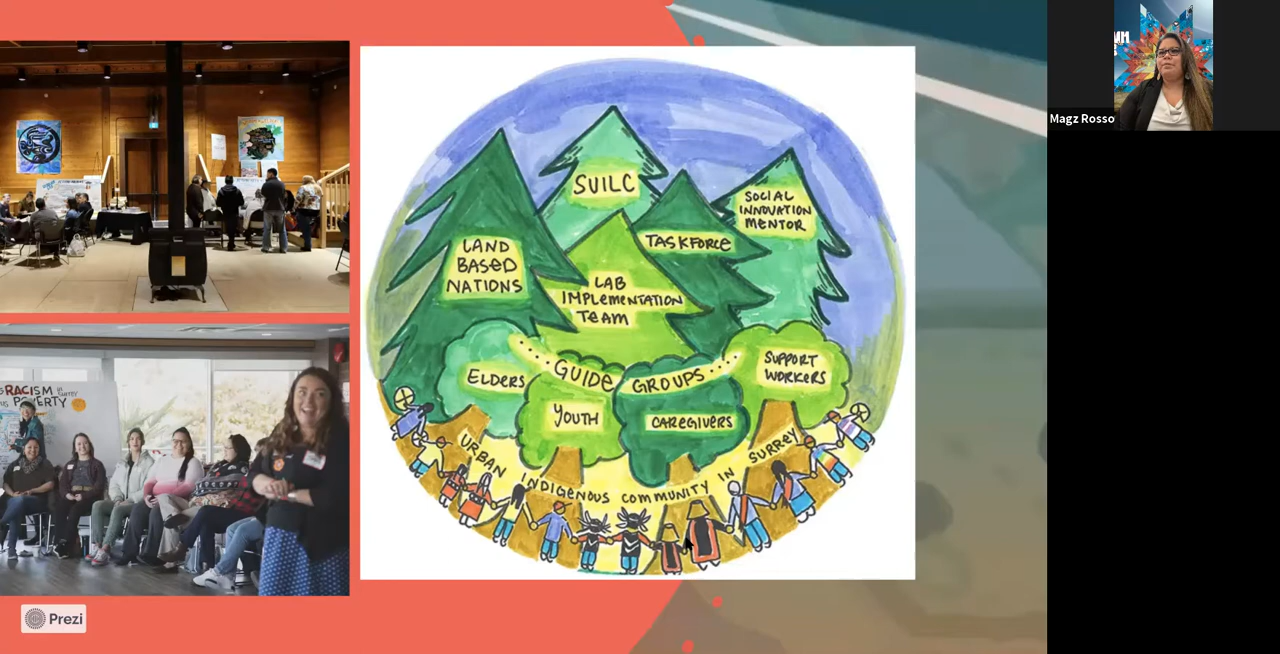 SUILC
SOCIAL
INNOVATION
MENTOR
TASKFORCE
LAND
BASED
NATIONS
LAB
IMPLEMENTATION
TEAM
GUIDE GROUPS
SUPPORT
WORKERS
ELDERS
YOUTH
CAREGIVERS
URBAN INDIGENOUS COMMUNITY IN SURREY
RACISM
POVERTY
Prezi
Magz Rosso